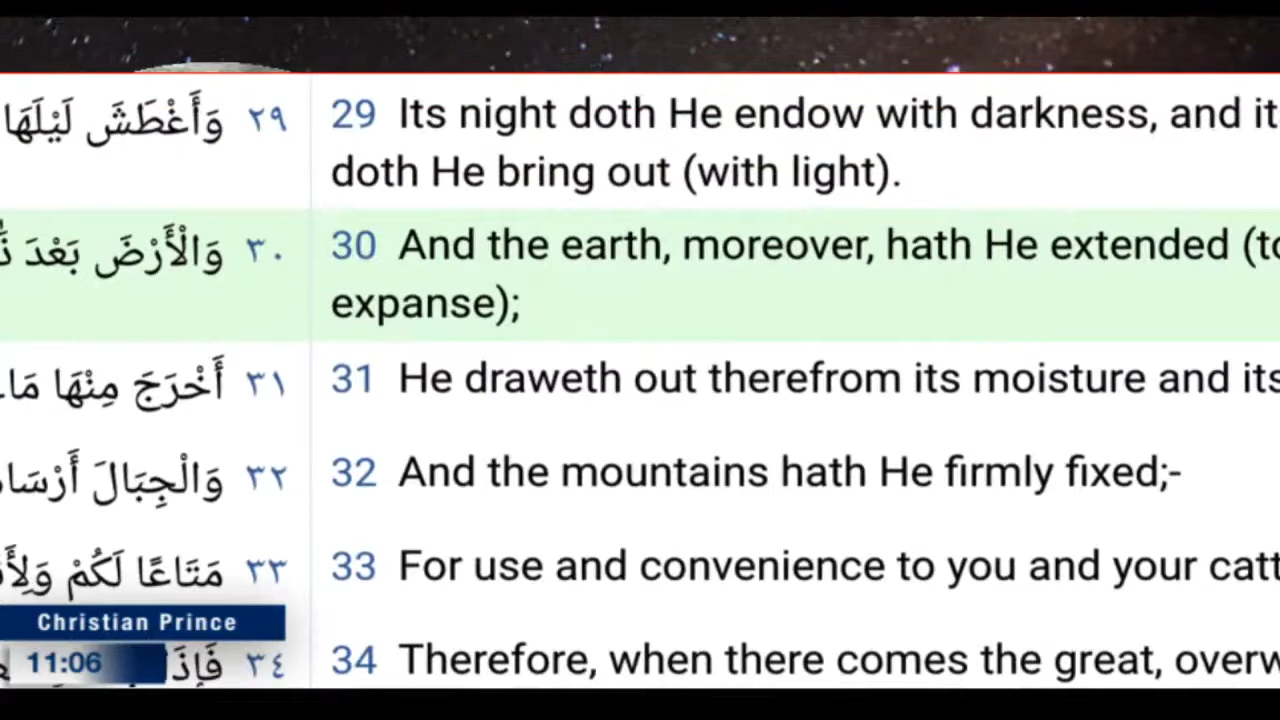 وَأَغْطَشَ لَيْلَهَا ٢٩
29 Its night doth He endow with darkness, and it
doth He bring out (with light).
وَالْأَرْضَ بَعْدَ ٣٠
30 And the earth, moreover, hath He extended (to
expanse);
أَخْرَجَ مِنْهَا ٣١
31 He draweth out therefrom its moisture and its
وَالْجِبَالَ ٣٢
32 And the mountains hath He firmly fixed;-
مَتَاعًا لَكُمْ ٣٣
33 For use and convenience to you and your catt
Christian Prince
11:06
٣٤
34 Therefore, when there comes the great, overw